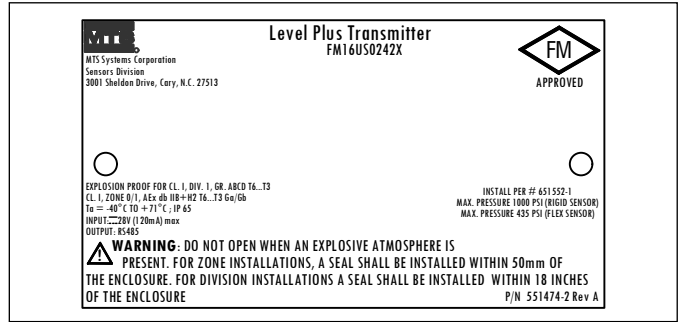 MTS
Level Plus Transmitter
FM16US0242X
FM
APPROVED
MTS Systems Corporation
Sensors Division
3001 Sheldon Drive, Cary, N.C. 27513
EXPLOSION PROOF FOR CL. I, DIV. 1, GR. ABCD T6...T3
CL. I, ZONE 0/1, AEx db IIB+H2 T6...T3 Ga/Gb
Ta = -40°C TO +71°C ; IP 65
INPUT:⎓28V (120mA) max
OUTPUT: RS485
INSTALL PER # 651552-1
MAX. PRESSURE 1000 PSI (RIGID SENSOR)
MAX. PRESSURE 435 PSI (FLEX SENSOR)
WARNING: DO NOT OPEN WHEN AN EXPLOSIVE ATMOSPHERE IS
PRESENT. FOR ZONE INSTALLATIONS, A SEAL SHALL BE INSTALLED WITHIN 50mm OF
THE ENCLOSURE. FOR DIVISION INSTALLATIONS A SEAL SHALL BE INSTALLED WITHIN 18 INCHES
OF THE ENCLOSURE
P/N 551474-2 Rev A